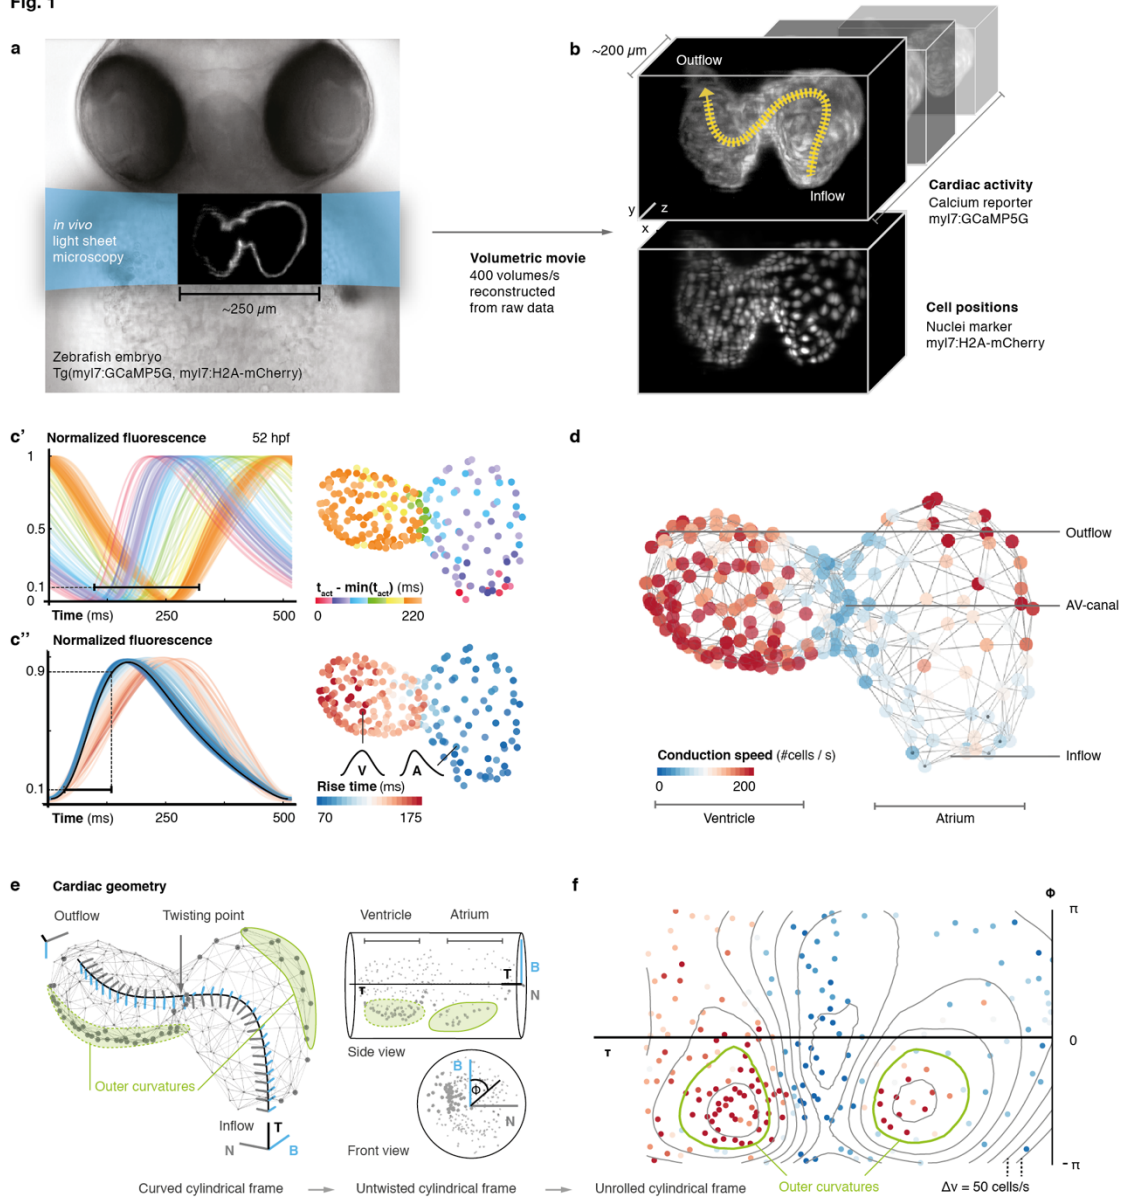 Fig. 1
a
in vivo
light sheet
microscopy
~250 µm
Zebrafish embryo
Tg(myl7:GCaMP5G, myl7:H2A-mCherry)
Volumetric movie
400 volumes/s
reconstructed
from raw data
b
~200 µm
Outflow
Inflow
y
z
x
Cardiac activity
Calcium reporter
myl7:GCaMP5G
Cell positions
Nuclei marker
myl7:H2A-mCherry
c’
Normalized fluorescence
52 hpf
1
0.5
0.1
0
Time (ms)
250
500
tact - min(tact) (ms)
0
220
c’’
Normalized fluorescence
0.9
0.1
Time (ms)
250
500
V
A
Rise time (ms)
70
175
d
Outflow
AV-canal
Inflow
Conduction speed (#cells / s)
0
200
Ventricle
Atrium
e
Cardiac geometry
Outflow
Twisting point
Outer curvatures
Inflow
T
N
B
Ventricle
Atrium
T
B
N
τ
Side view
B
Φ
N
Front view
Curved cylindrical frame
Untwisted cylindrical frame
Unrolled cylindrical frame
f
Φ
π
0
τ
-π
Outer curvatures
Δv = 50 cells/s